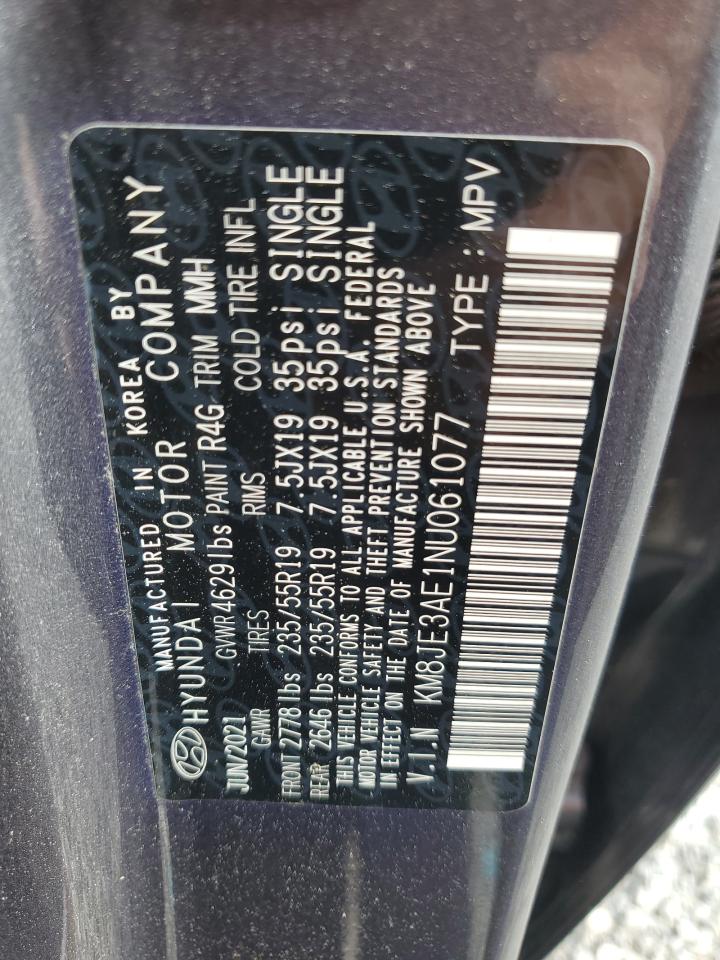 MANUFACTURED IN KOREA BY
HYUNDAI MOTOR COMPANY
JUN/2021 GVWR 4629 lbs PAINT R4G TRIM MMH
GAWR TIRES RIMS COLD TIRE INFL
FRONT 2778 lbs 235/55R19 7.5JX19 35psi SINGLE
REAR 2646 lbs 235/55R19 7.5JX19 35psi SINGLE
THIS VEHICLE CONFORMS TO ALL APPLICABLE U.S.A. FEDERAL
MOTOR VEHICLE SAFETY AND THEFT PREVENTION STANDARDS
IN EFFECT ON THE DATE OF MANUFACTURE SHOWN ABOVE
V.I.N KM8JE3AE1NU061077 TYPE : MPV